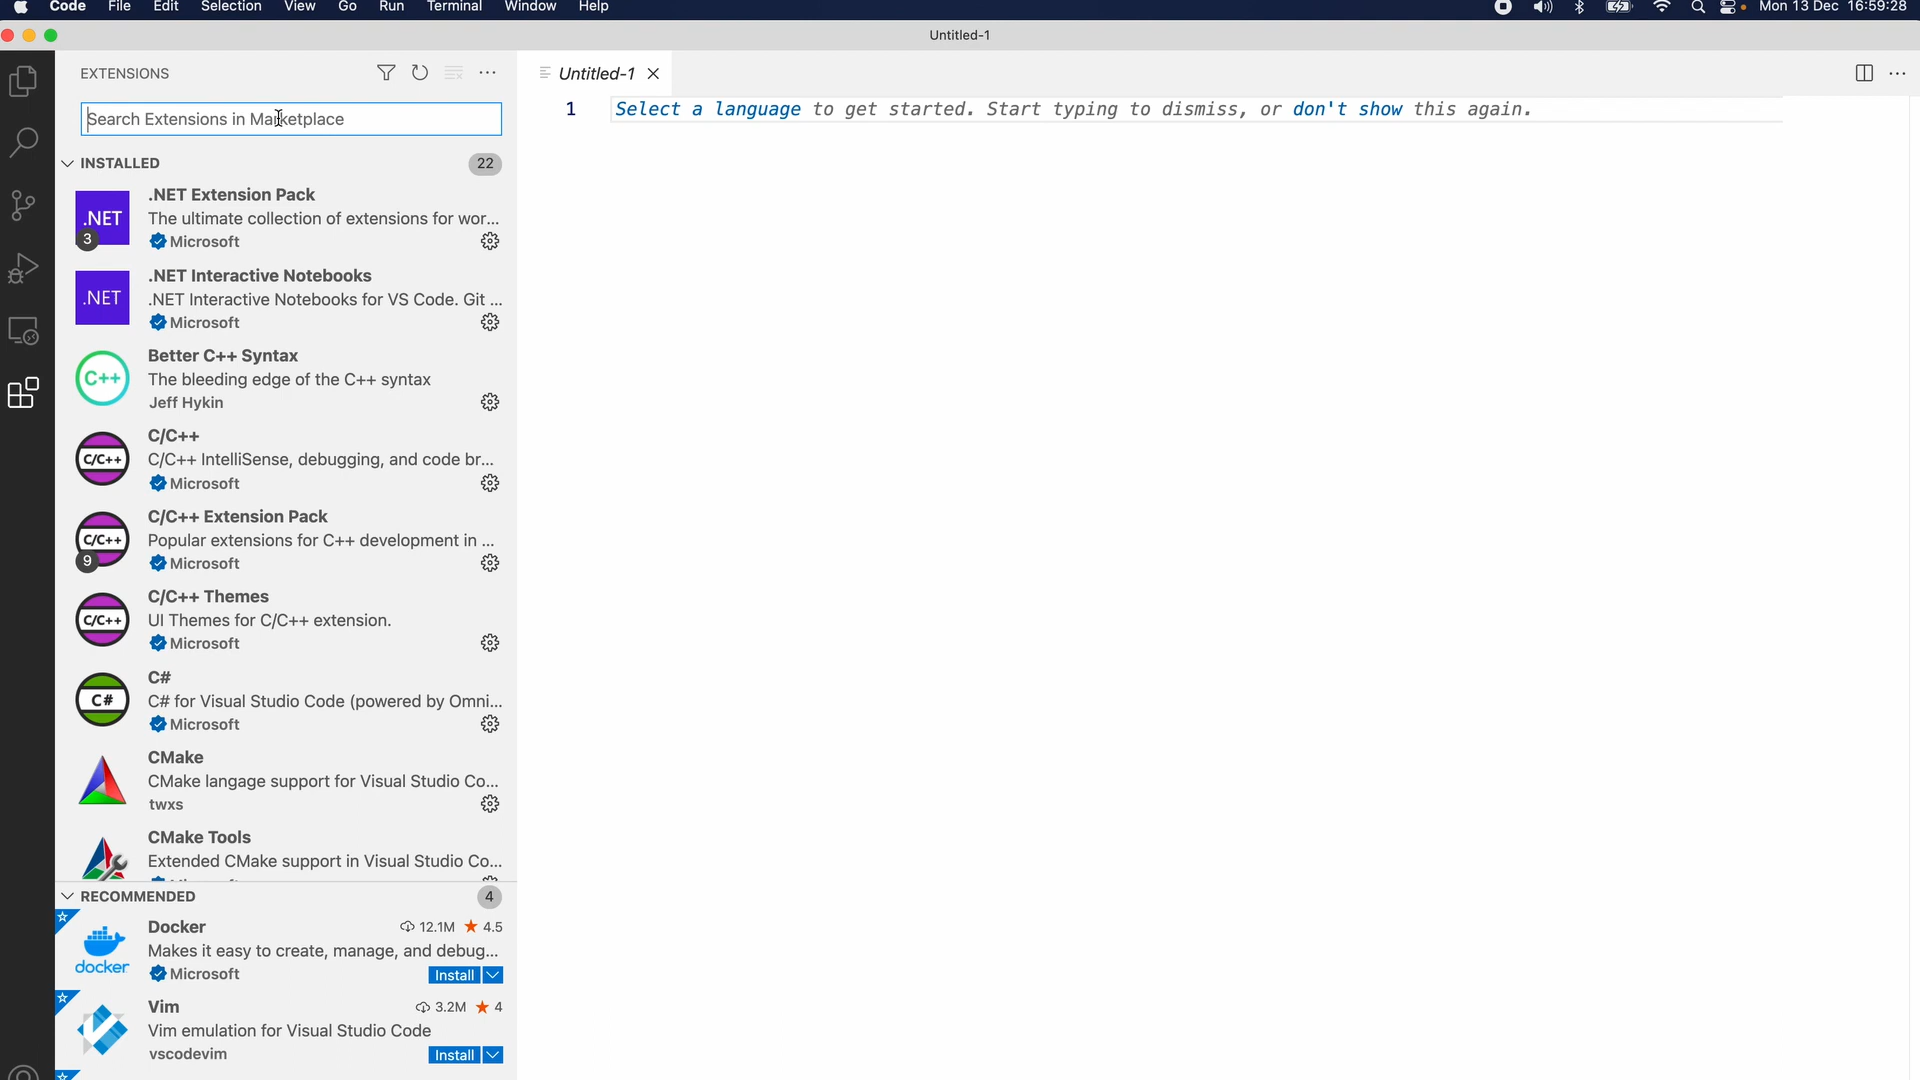 Code File Edit Selection View Go Run Terminal Window Help Mon 13 Dec 16:59:28
Untitled-1
EXTENSIONS
Untitled-1
1 Select a language to get started. Start typing to dismiss, or don't show this again.
Search Extensions in Marketplace
INSTALLED 22
.NET Extension Pack
.NET
The ultimate collection of extensions for wor...
3
Microsoft
.NET Interactive Notebooks
.NET
.NET Interactive Notebooks for VS Code. Git ...
Microsoft
Better C++ Syntax
C++
The bleeding edge of the C++ syntax
Jeff Hykin
C/C++
C/C++
C/C++ IntelliSense, debugging, and code br...
Microsoft
C/C++ Extension Pack
C/C++
Popular extensions for C++ development in ...
9
Microsoft
C/C++ Themes
C/C++
UI Themes for C/C++ extension.
Microsoft
C#
C#
C# for Visual Studio Code (powered by Omni...
Microsoft
CMake
CMake langage support for Visual Studio Co...
twxs
CMake Tools
Extended CMake support in Visual Studio Co...
RECOMMENDED 4
Docker 12.1M 4.5
Makes it easy to create, manage, and debug...
docker
Microsoft Install
Vim 3.2M 4
Vim emulation for Visual Studio Code
vscodevim Install